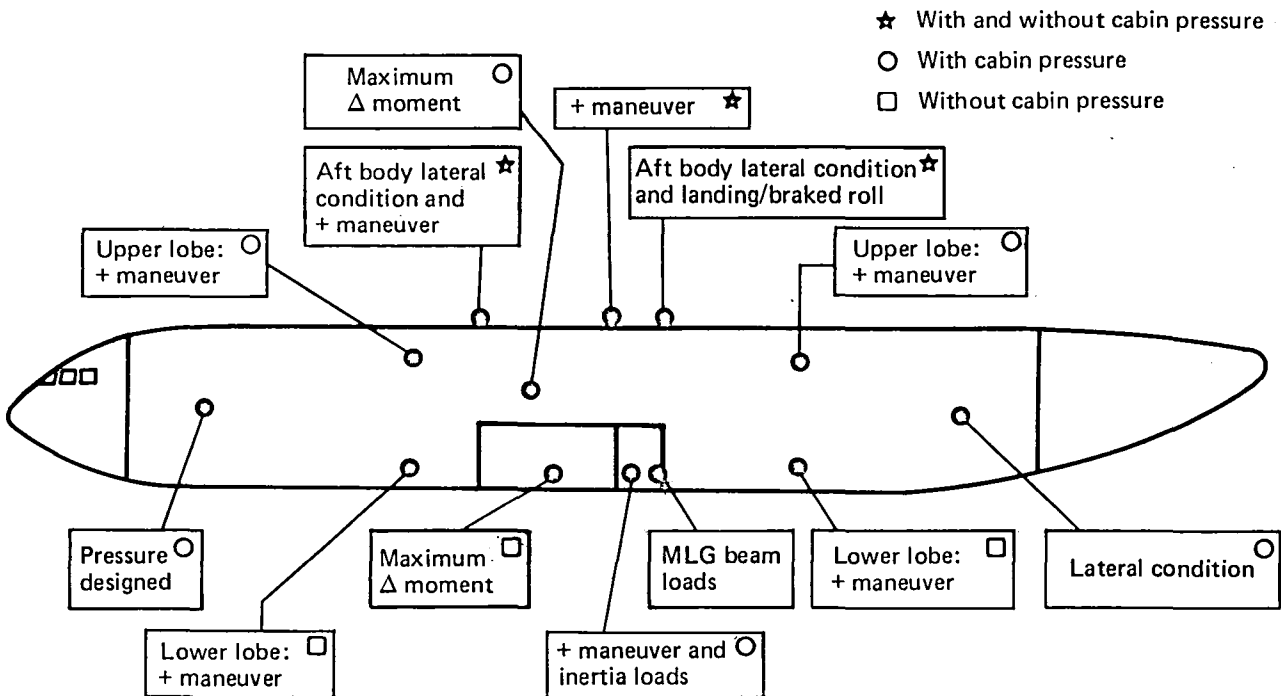 With and without cabin pressure
With cabin pressure
Without cabin pressure
Maximum
Δ moment
+ maneuver
Aft body lateral
condition and
+ maneuver
Aft body lateral condition
and landing/braked roll
Upper lobe:
+ maneuver
Upper lobe:
+ maneuver
Pressure
designed
Maximum
Δ moment
MLG beam
loads
Lower lobe:
+ maneuver
Lateral condition
Lower lobe:
+ maneuver
+ maneuver and
inertia loads